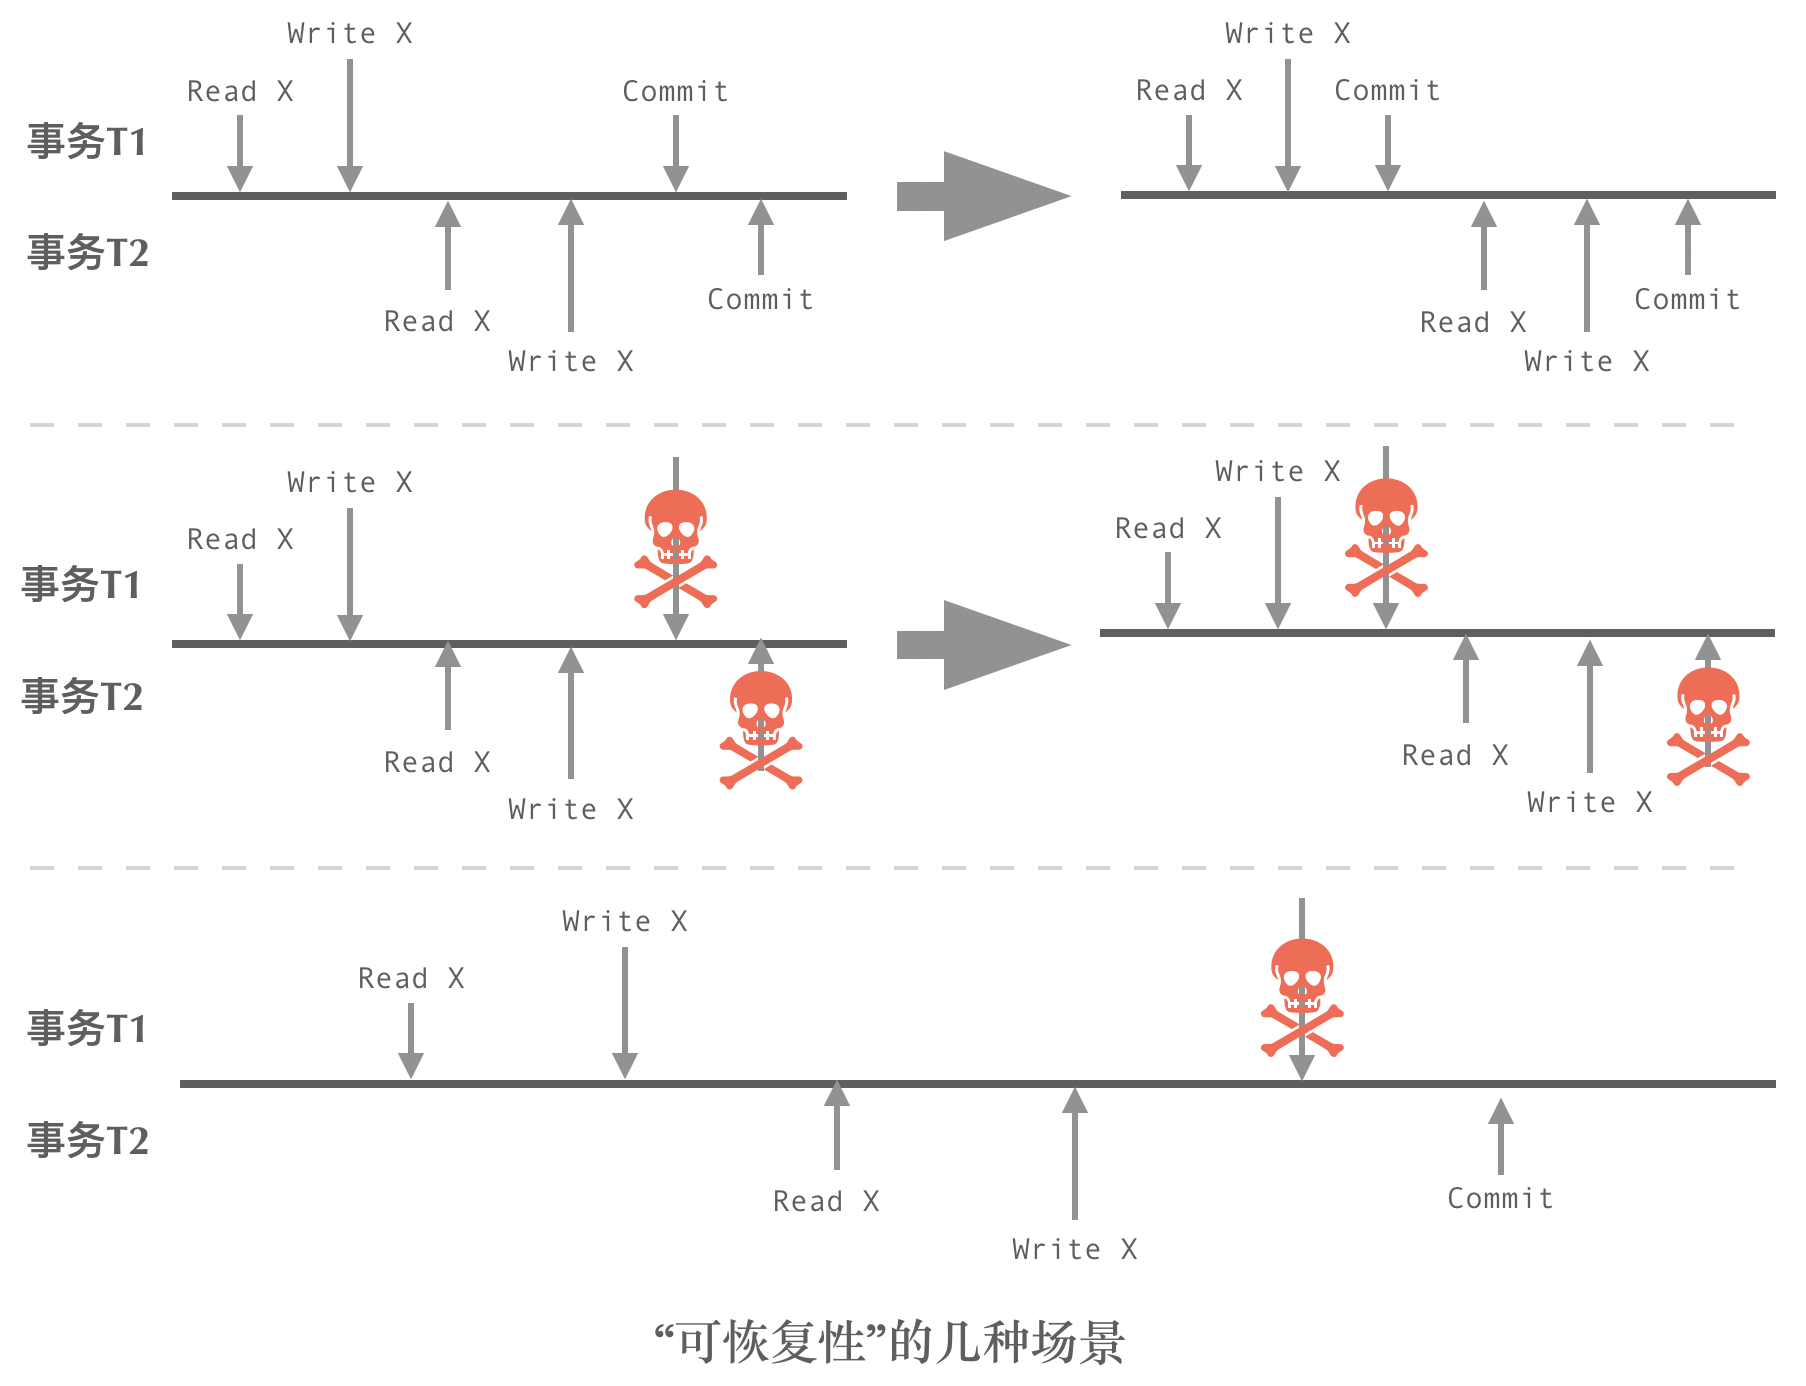 Write X
Read X
Commit
事务T1
事务T2
Read X
Write X
Commit
Write X
Read X
Commit
Read X
Write X
Commit
Write X
Read X
事务T1
事务T2
Read X
Write X
Write X
Read X
Read X
Write X
Write X
Read X
事务T1
事务T2
Read X
Write X
Commit
“可恢复性”的几种场景